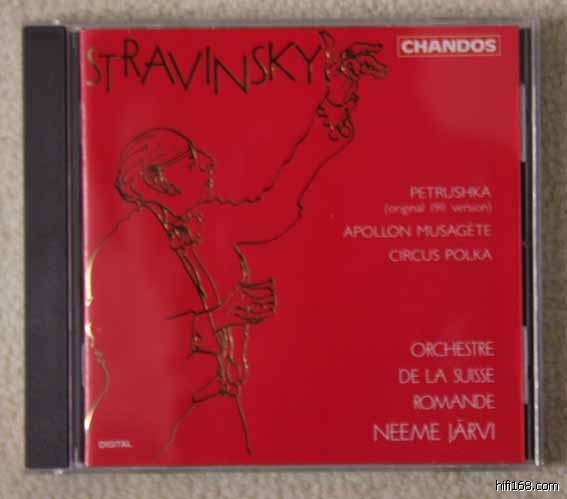 STRAVINSKY
CHANDOS
PETRUSHKA
(original 1911 version)
APOLLON MUSAGÈTE
CIRCUS POLKA
ORCHESTRE
DE LA SUISSE
ROMANDE
NEEME JÄRVI
DIGITAL
hifi168.com